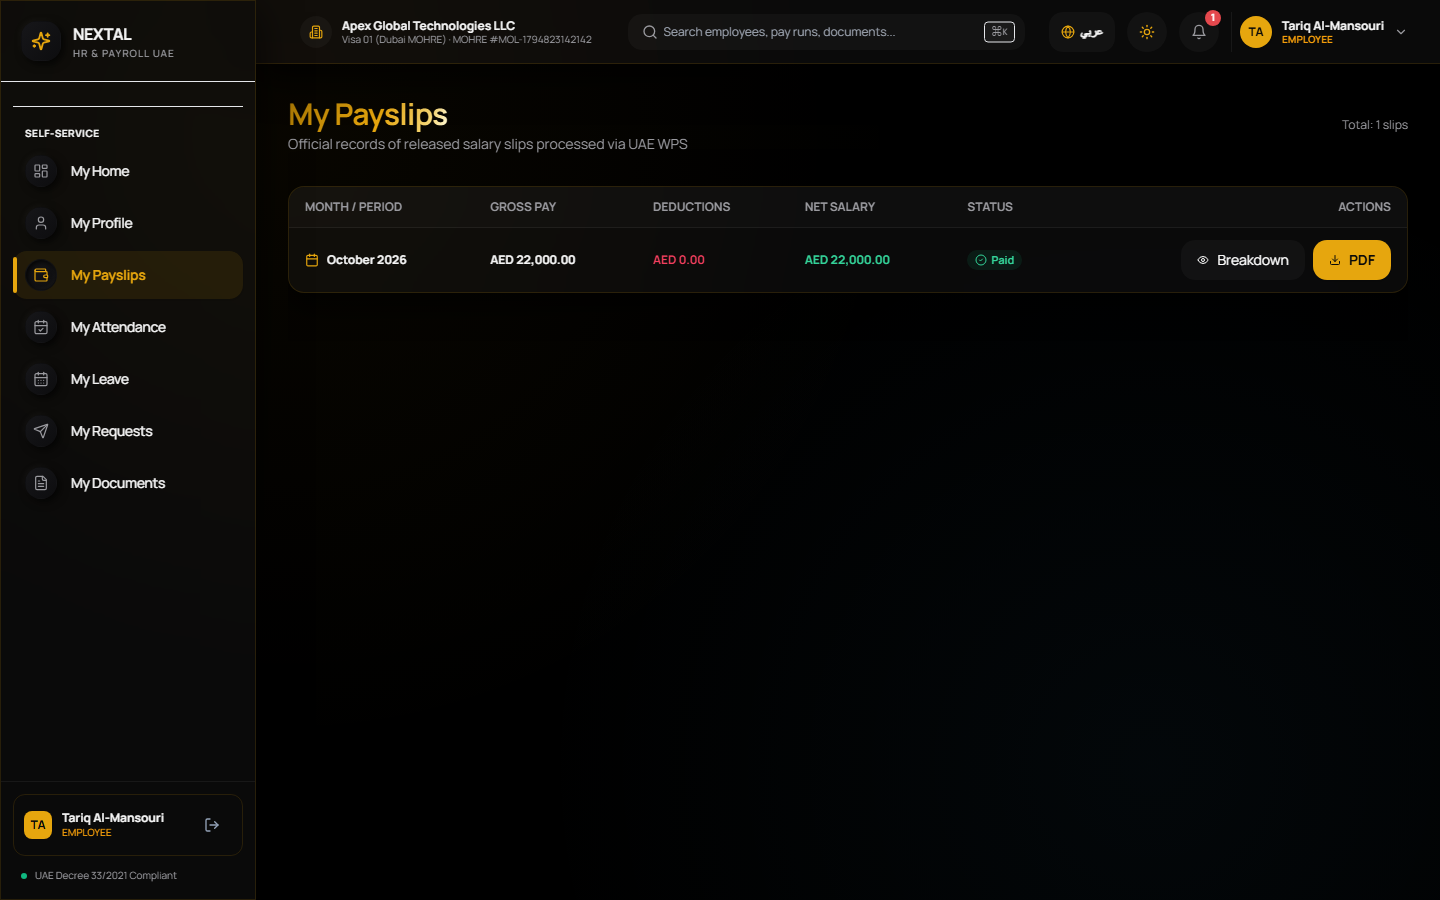 NEXTAL
HR & PAYROLL UAE
SELF-SERVICE
My Home
My Profile
My Payslips
My Attendance
My Leave
My Requests
My Documents
TA
Tariq Al-Mansouri
EMPLOYEE
UAE Decree 33/2021 Compliant
Apex Global Technologies LLC
Visa 01 (Dubai MOHRE) · MOHRE #MOL-1794823142142
Search employees, pay runs, documents...
⌘K
عربي
1
TA
Tariq Al-Mansouri
EMPLOYEE
My Payslips
Official records of released salary slips processed via UAE WPS
Total: 1 slips
MONTH / PERIOD GROSS PAY DEDUCTIONS NET SALARY STATUS ACTIONS
October 2026 AED 22,000.00 AED 0.00 AED 22,000.00 Paid Breakdown PDF